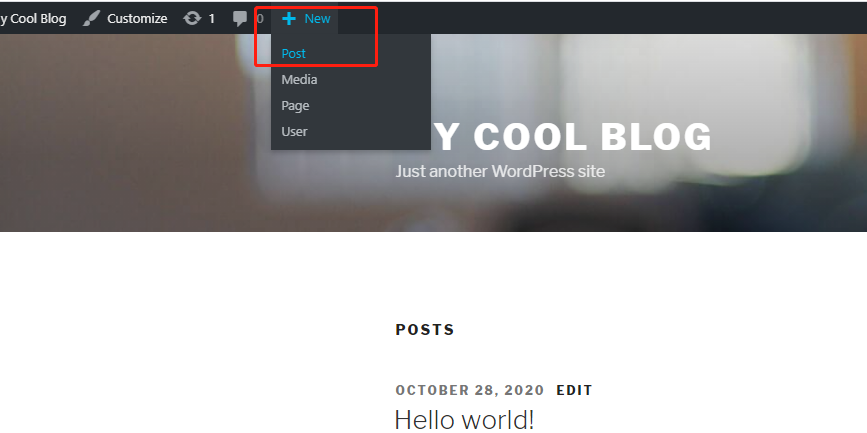 y Cool Blog Customize 1 0 New
Post
Media
Page
User
Y COOL BLOG
Just another WordPress site
POSTS
OCTOBER 28, 2020 EDIT
Hello world!